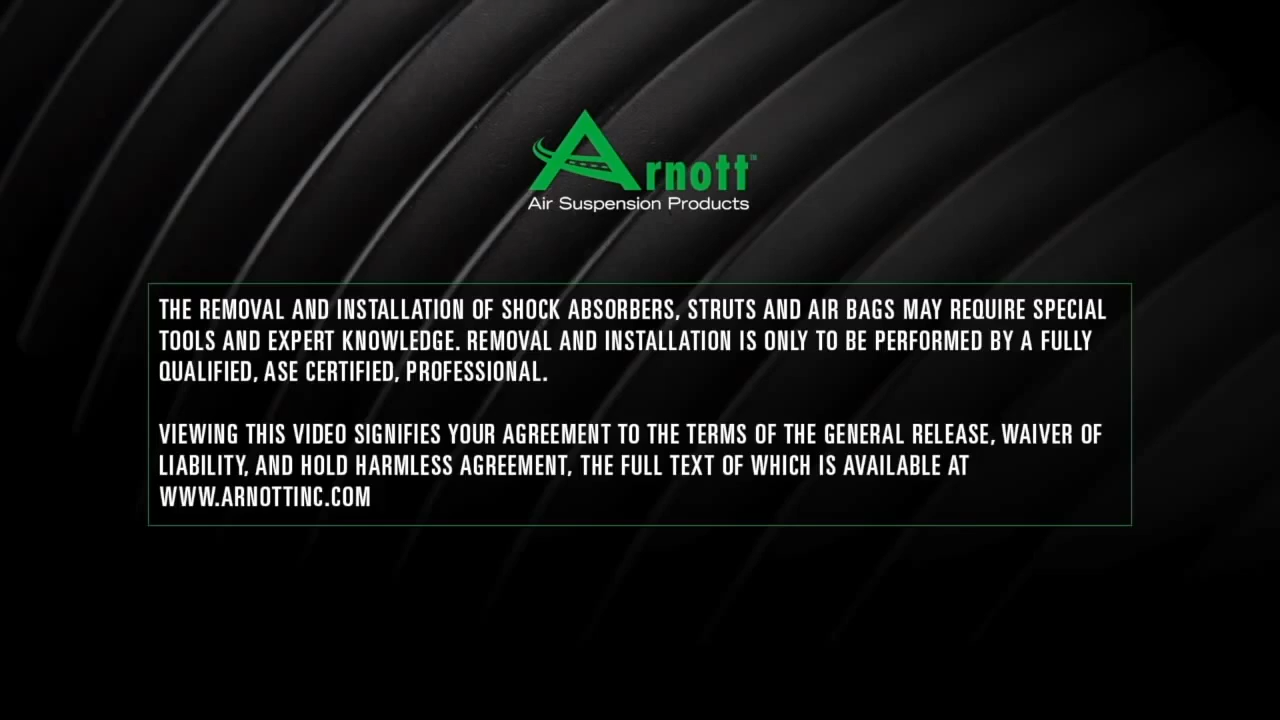 Arnott™
Air Suspension Products
THE REMOVAL AND INSTALLATION OF SHOCK ABSORBERS, STRUTS AND AIR BAGS MAY REQUIRE SPECIAL
TOOLS AND EXPERT KNOWLEDGE. REMOVAL AND INSTALLATION IS ONLY TO BE PERFORMED BY A FULLY
QUALIFIED, ASE CERTIFIED, PROFESSIONAL.
VIEWING THIS VIDEO SIGNIFIES YOUR AGREEMENT TO THE TERMS OF THE GENERAL RELEASE, WAIVER OF
LIABILITY, AND HOLD HARMLESS AGREEMENT, THE FULL TEXT OF WHICH IS AVAILABLE AT
WWW.ARNOTTINC.COM